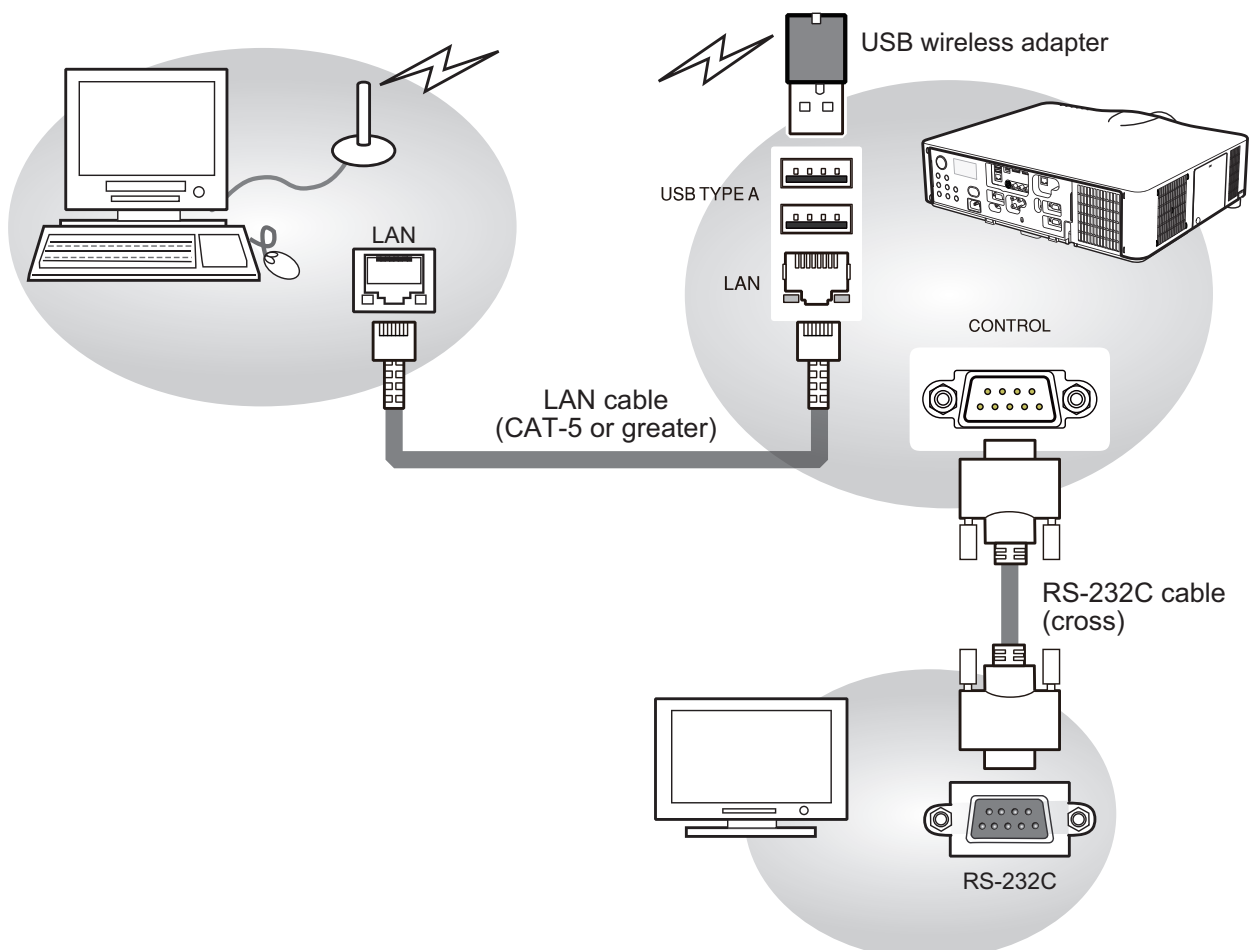 USB wireless adapter
USB TYPE A
LAN
LAN
CONTROL
LAN cable
(CAT-5 or greater)
RS-232C cable
(cross)
RS-232C